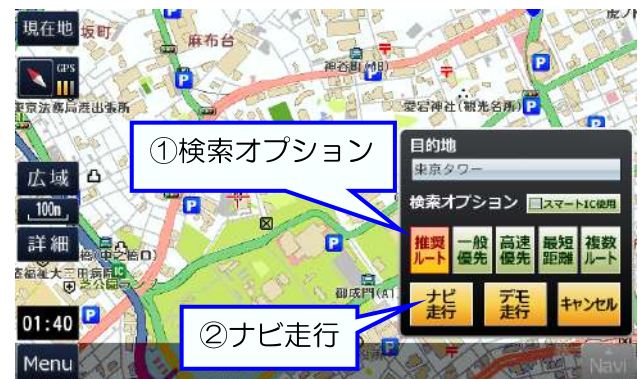 現在地
坂町
麻布台
神谷町(MB)
GPS
東京法務局港出張所
愛宕神社(観光名所)
①検索オプション
目的地
東京タワー
検索オプション
スマートIC使用
広域
100m
詳細
推奨
ルート
一般
優先
高速
優先
最短
距離
複数
ルート
御成門(A1
ナビ
走行
デモ
走行
キャンセル
01:40
②ナビ走行
Menu
Navi